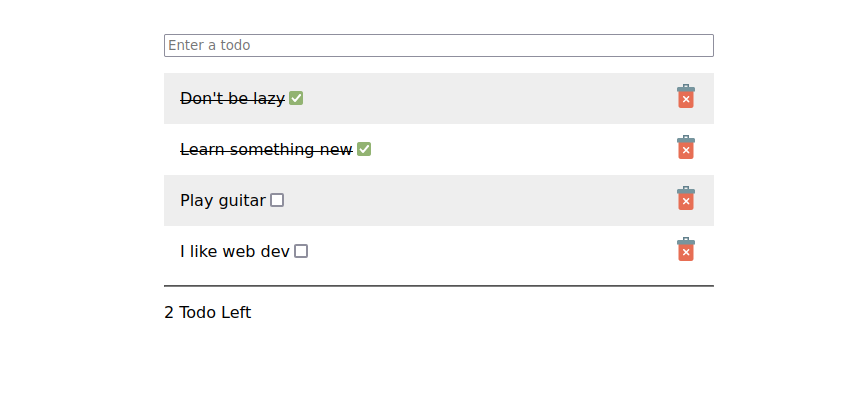 Enter a todo
Don't be lazy
Learn something new
Play guitar
I like web dev
2 Todo Left